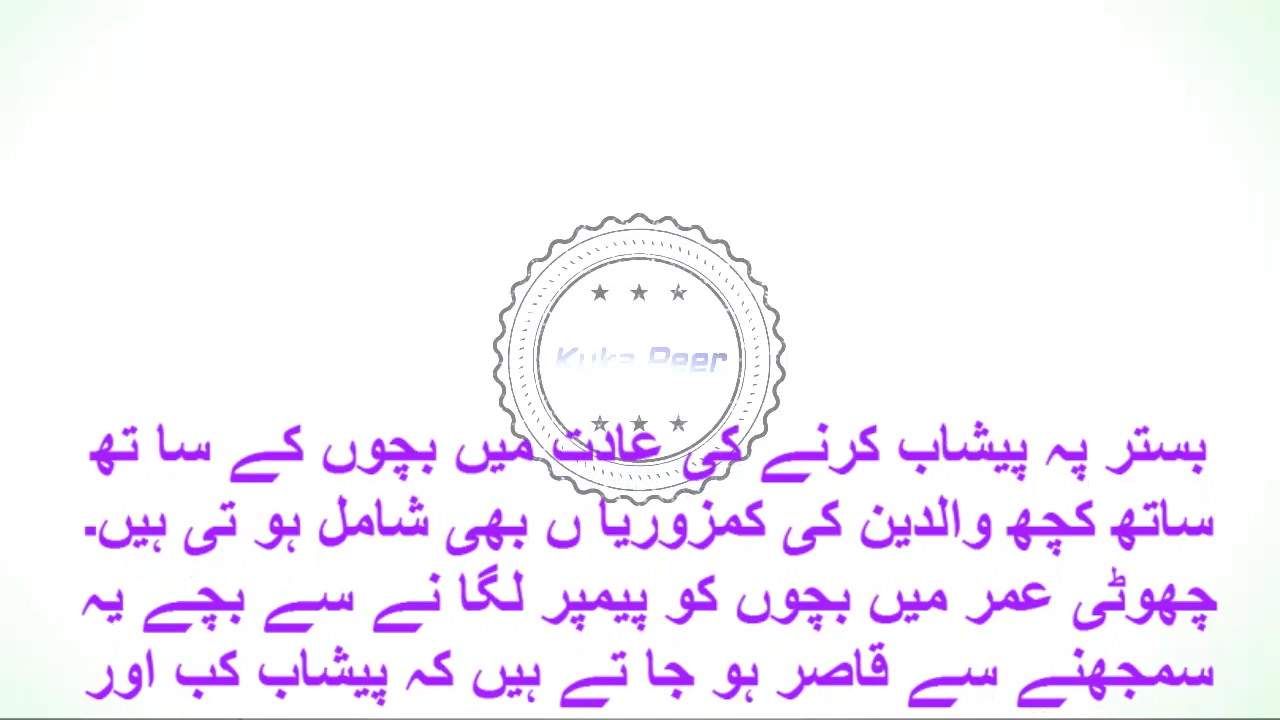 Kuka Peer
بستر پہ پیشاب کرنے کی عادت میں بچوں کے سا تھ
ساتھ کچھ والدین کی کمزوریا ں بھی شامل ہو تی ہیں۔
چھوٹی عمر میں بچوں کو پیمپر لگا نے سے بچے یہ
سمجھنے سے قاصر ہو جا تے ہیں کہ پیشاب کب اور